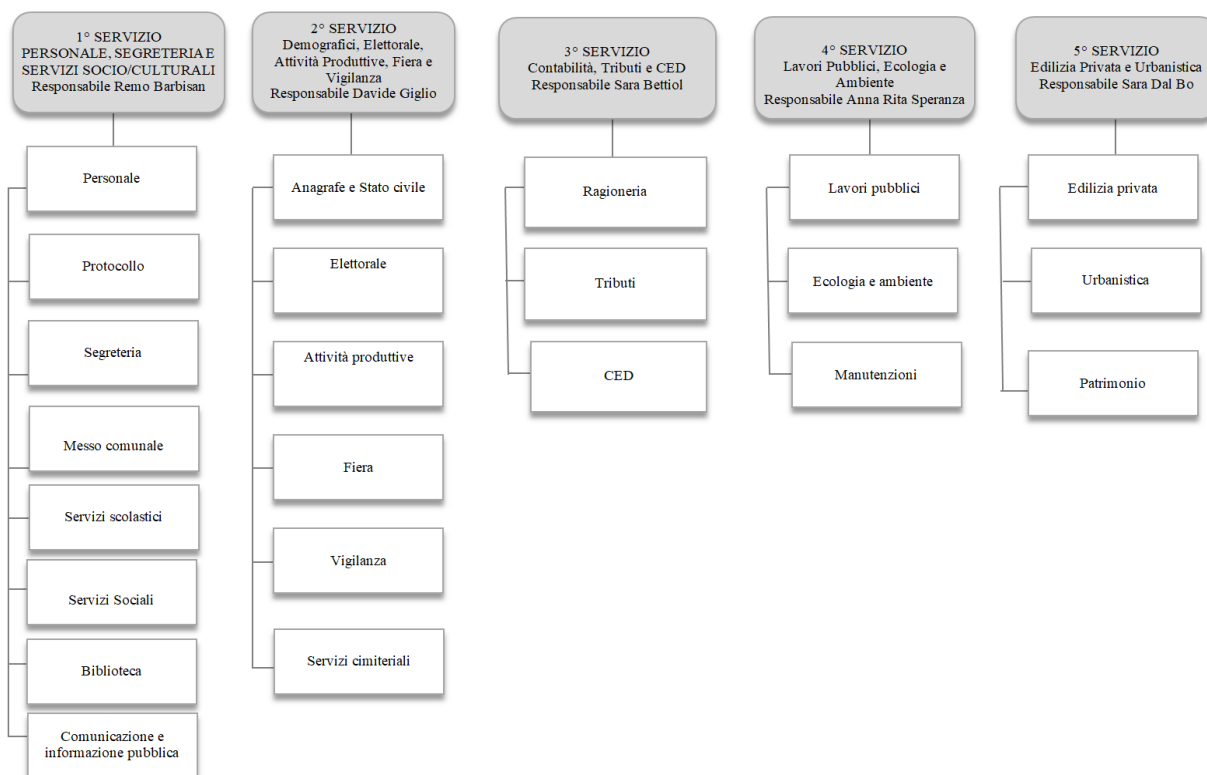 1° SERVIZIO
PERSONALE, SEGRETERIA E
SERVIZI SOCIO/CULTURALI
Responsabile Remo Barbisan
Personale
Protocollo
Segreteria
Messo comunale
Servizi scolastici
Servizi Sociali
Biblioteca
Comunicazione e
informazione pubblica
2° SERVIZIO
Demografici, Elettorale,
Attività Produttive, Fiera e
Vigilanza
Responsabile Davide Giglio
Anagrafe e Stato civile
Elettorale
Attività produttive
Fiera
Vigilanza
Servizi cimiteriali
3° SERVIZIO
Contabilità, Tributi e CED
Responsabile Sara Bettiol
Ragioneria
Tributi
CED
4° SERVIZIO
Lavori Pubblici, Ecologia e
Ambiente
Responsabile Anna Rita Speranza
Lavori pubblici
Ecologia e ambiente
Manutenzioni
5° SERVIZIO
Edilizia Privata e Urbanistica
Responsabile Sara Dal Bo
Edilizia privata
Urbanistica
Patrimonio